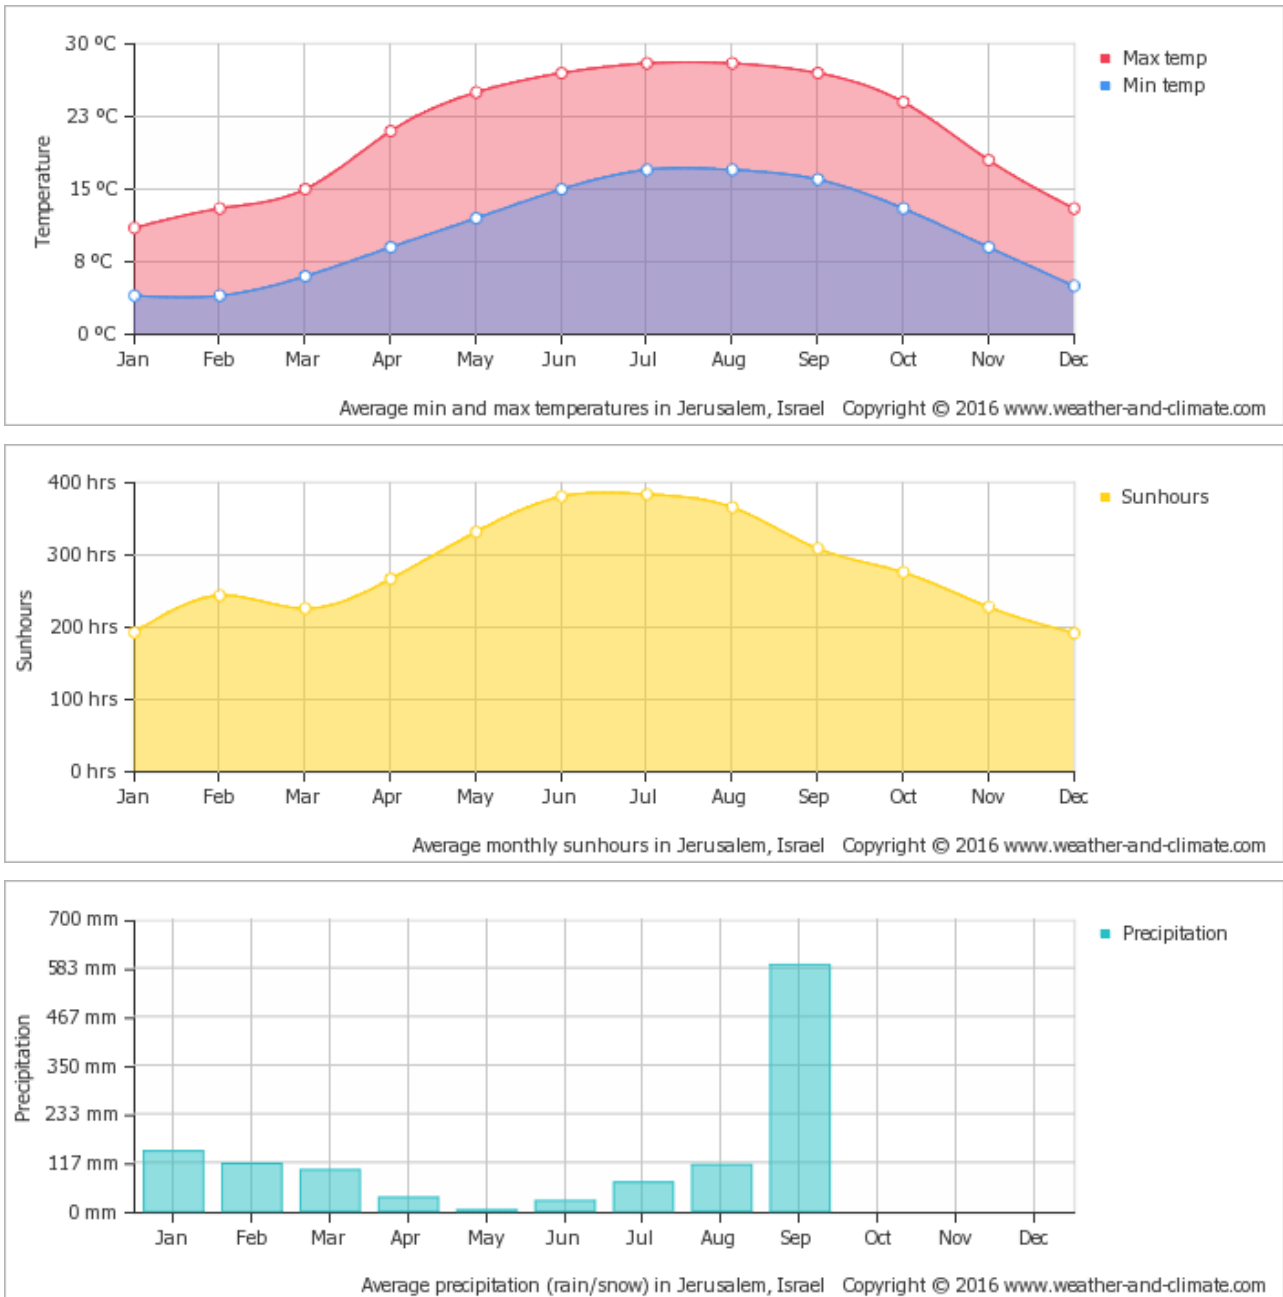 30 ºC
23 ºC
15 ºC
8 ºC
0 ºC
Temperature
Max temp
Min temp
Jan Feb Mar Apr May Jun Jul Aug Sep Oct Nov Dec
Average min and max temperatures in Jerusalem, Israel Copyright © 2016 www.weather-and-climate.com
400 hrs
300 hrs
200 hrs
100 hrs
0 hrs
Sunhours
Sunhours
Jan Feb Mar Apr May Jun Jul Aug Sep Oct Nov Dec
Average monthly sunhours in Jerusalem, Israel Copyright © 2016 www.weather-and-climate.com
700 mm
583 mm
467 mm
350 mm
233 mm
117 mm
0 mm
Precipitation
Precipitation
Jan Feb Mar Apr May Jun Jul Aug Sep Oct Nov Dec
Average precipitation (rain/snow) in Jerusalem, Israel Copyright © 2016 www.weather-and-climate.com